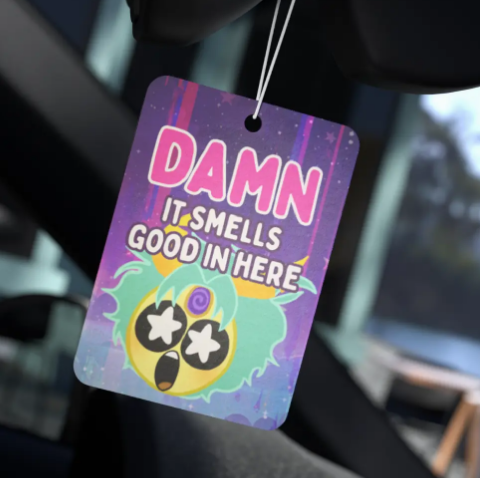 DAMN
IT SMELLS
GOOD IN HERE